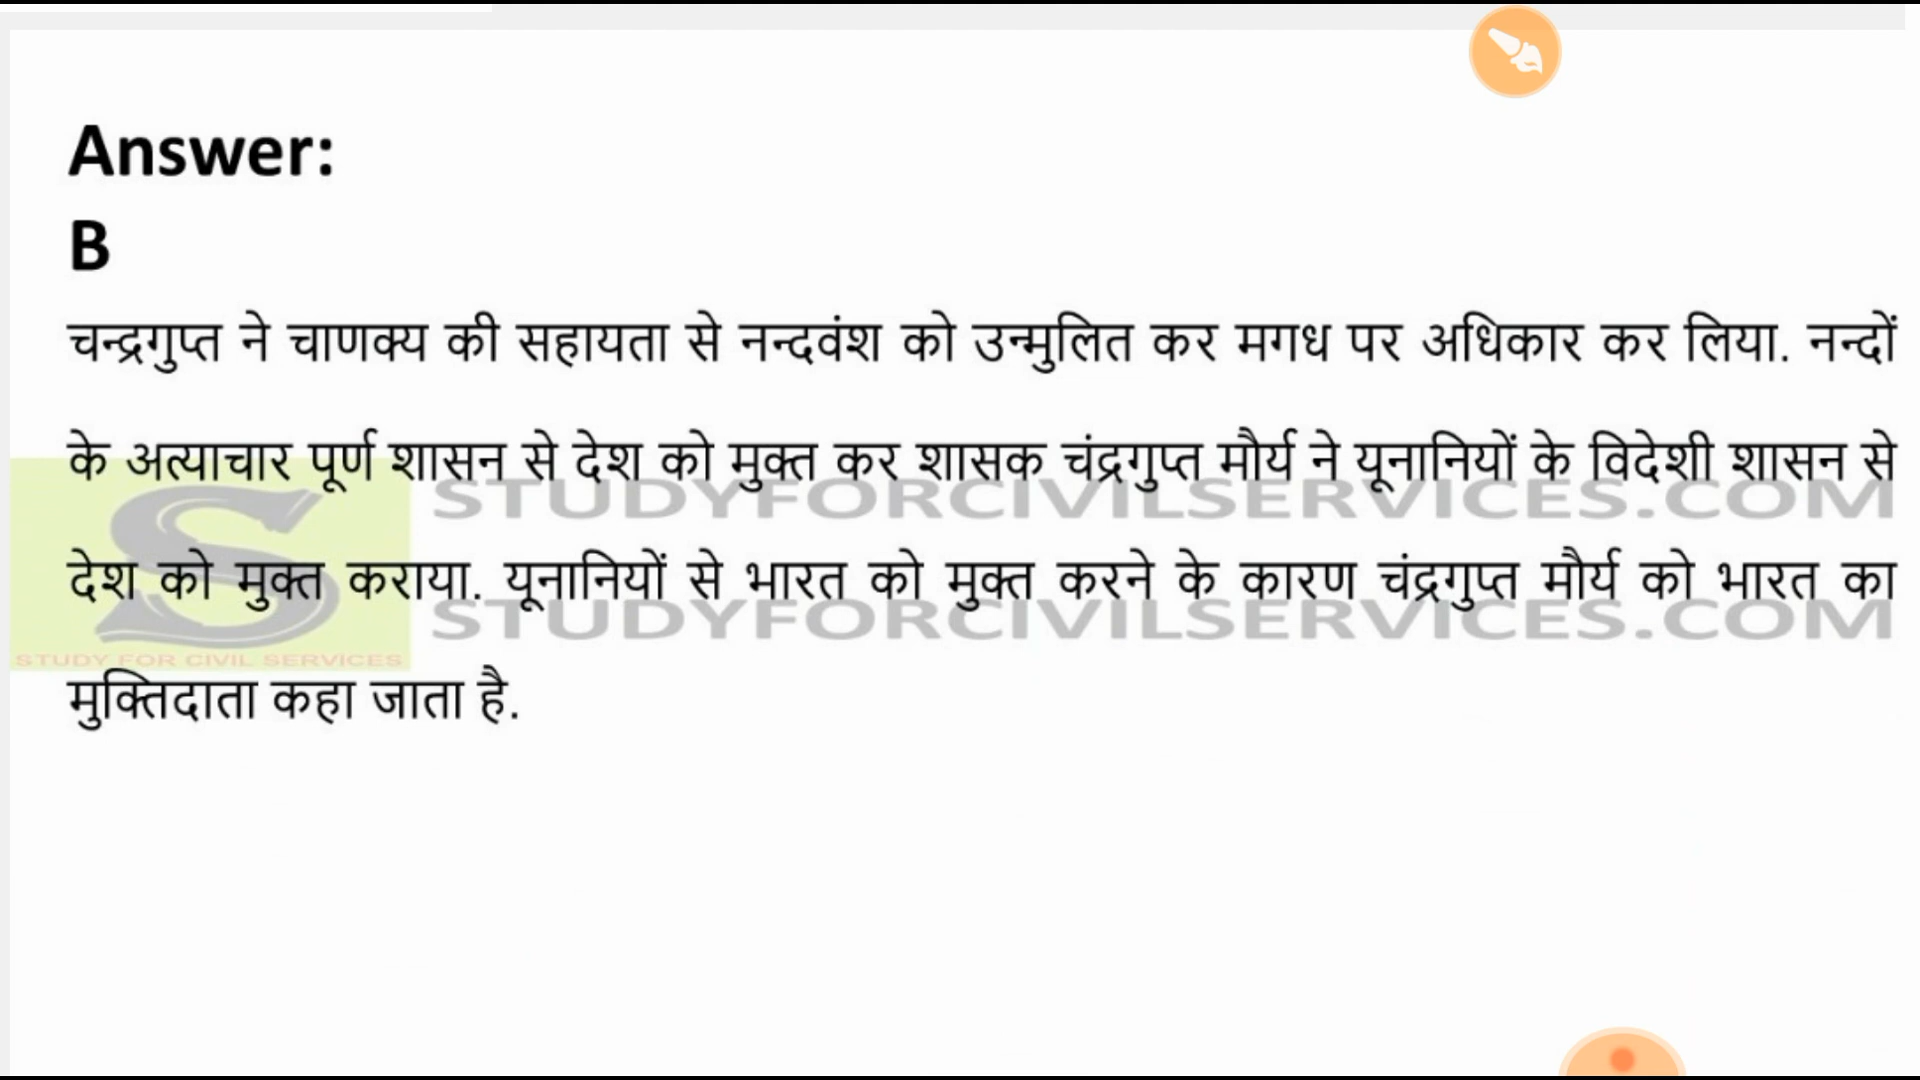 Answer:
B
चन्द्रगुप्त ने चाणक्य की सहायता से नन्दवंश को उन्मुलित कर मगध पर अधिकार कर लिया. नन्दों
के अत्याचार पूर्ण शासन से देश को मुक्त कर शासक चंद्रगुप्त मौर्य ने यूनानियों के विदेशी शासन से
STUDYFORCIVILSERVICES.COM
देश को मुक्त कराया. यूनानियों से भारत को मुक्त करने के कारण चंद्रगुप्त मौर्य को भारत का
STUDYFORCIVILSERVICES.COM
STUDY FOR CIVIL SERVICES
मुक्तिदाता कहा जाता है.